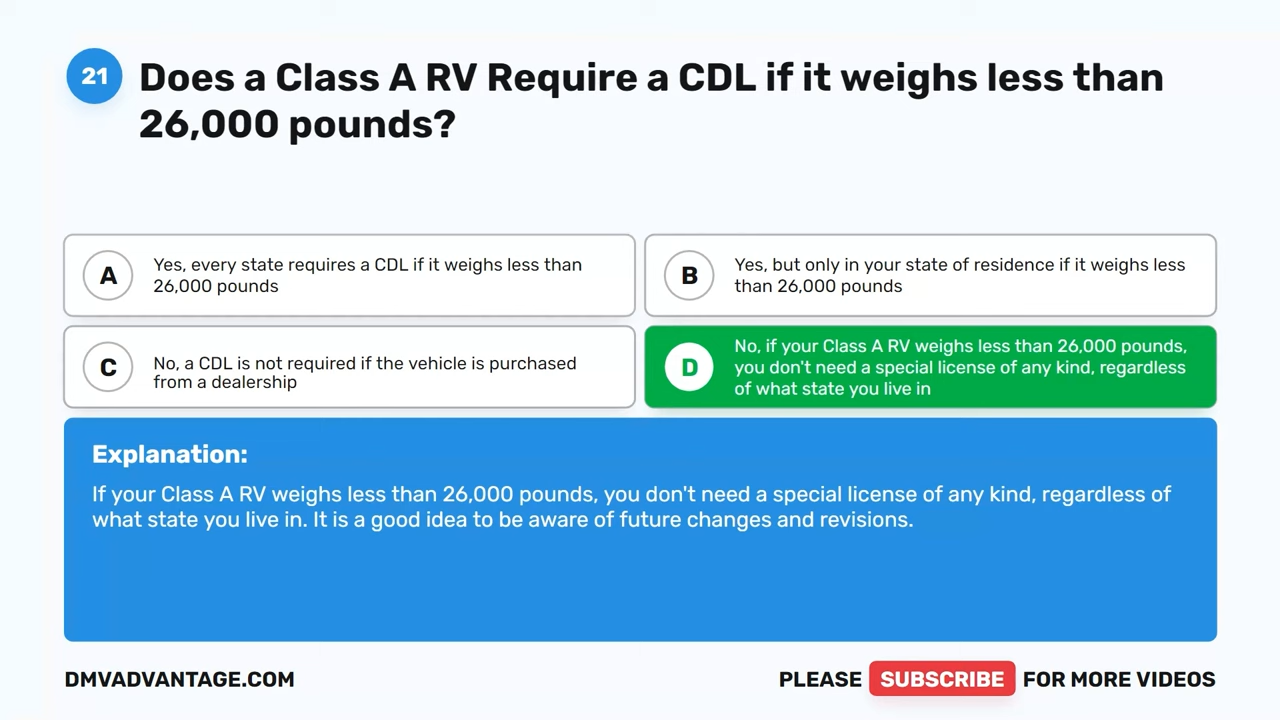 21
Does a Class A RV Require a CDL if it weighs less than
26,000 pounds?
A
Yes, every state requires a CDL if it weighs less than
26,000 pounds
B
Yes, but only in your state of residence if it weighs less
than 26,000 pounds
C
No, a CDL is not required if the vehicle is purchased
from a dealership
D
No, if your Class A RV weighs less than 26,000 pounds,
you don't need a special license of any kind, regardless
of what state you live in
Explanation:
If your Class A RV weighs less than 26,000 pounds, you don't need a special license of any kind, regardless of
what state you live in. It is a good idea to be aware of future changes and revisions.
DMVADVANTAGE.COM
PLEASE SUBSCRIBE FOR MORE VIDEOS